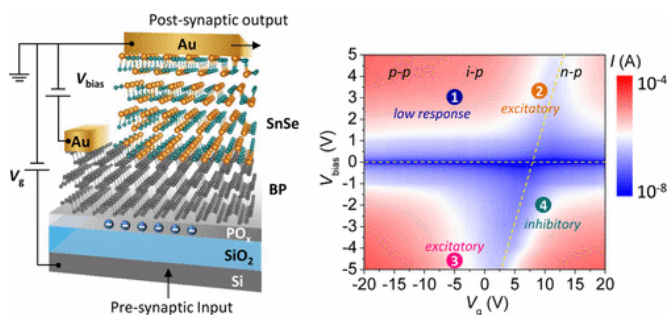 Post-synaptic output
Au
V_bias
SnSe
Au
V_g
BP
PO_x
SiO₂
Si
Pre-synaptic Input
p-p
i-p
n-p
I (A)
10⁻⁴
10⁻⁸
1
low response
2
excitatory
4
inhibitory
excitatory
3
V_bias (V)
5
4
3
2
1
0
-1
-2
-3
-4
-5
-20 -15 -10 -5 0 5 10 15 20
V_g (V)